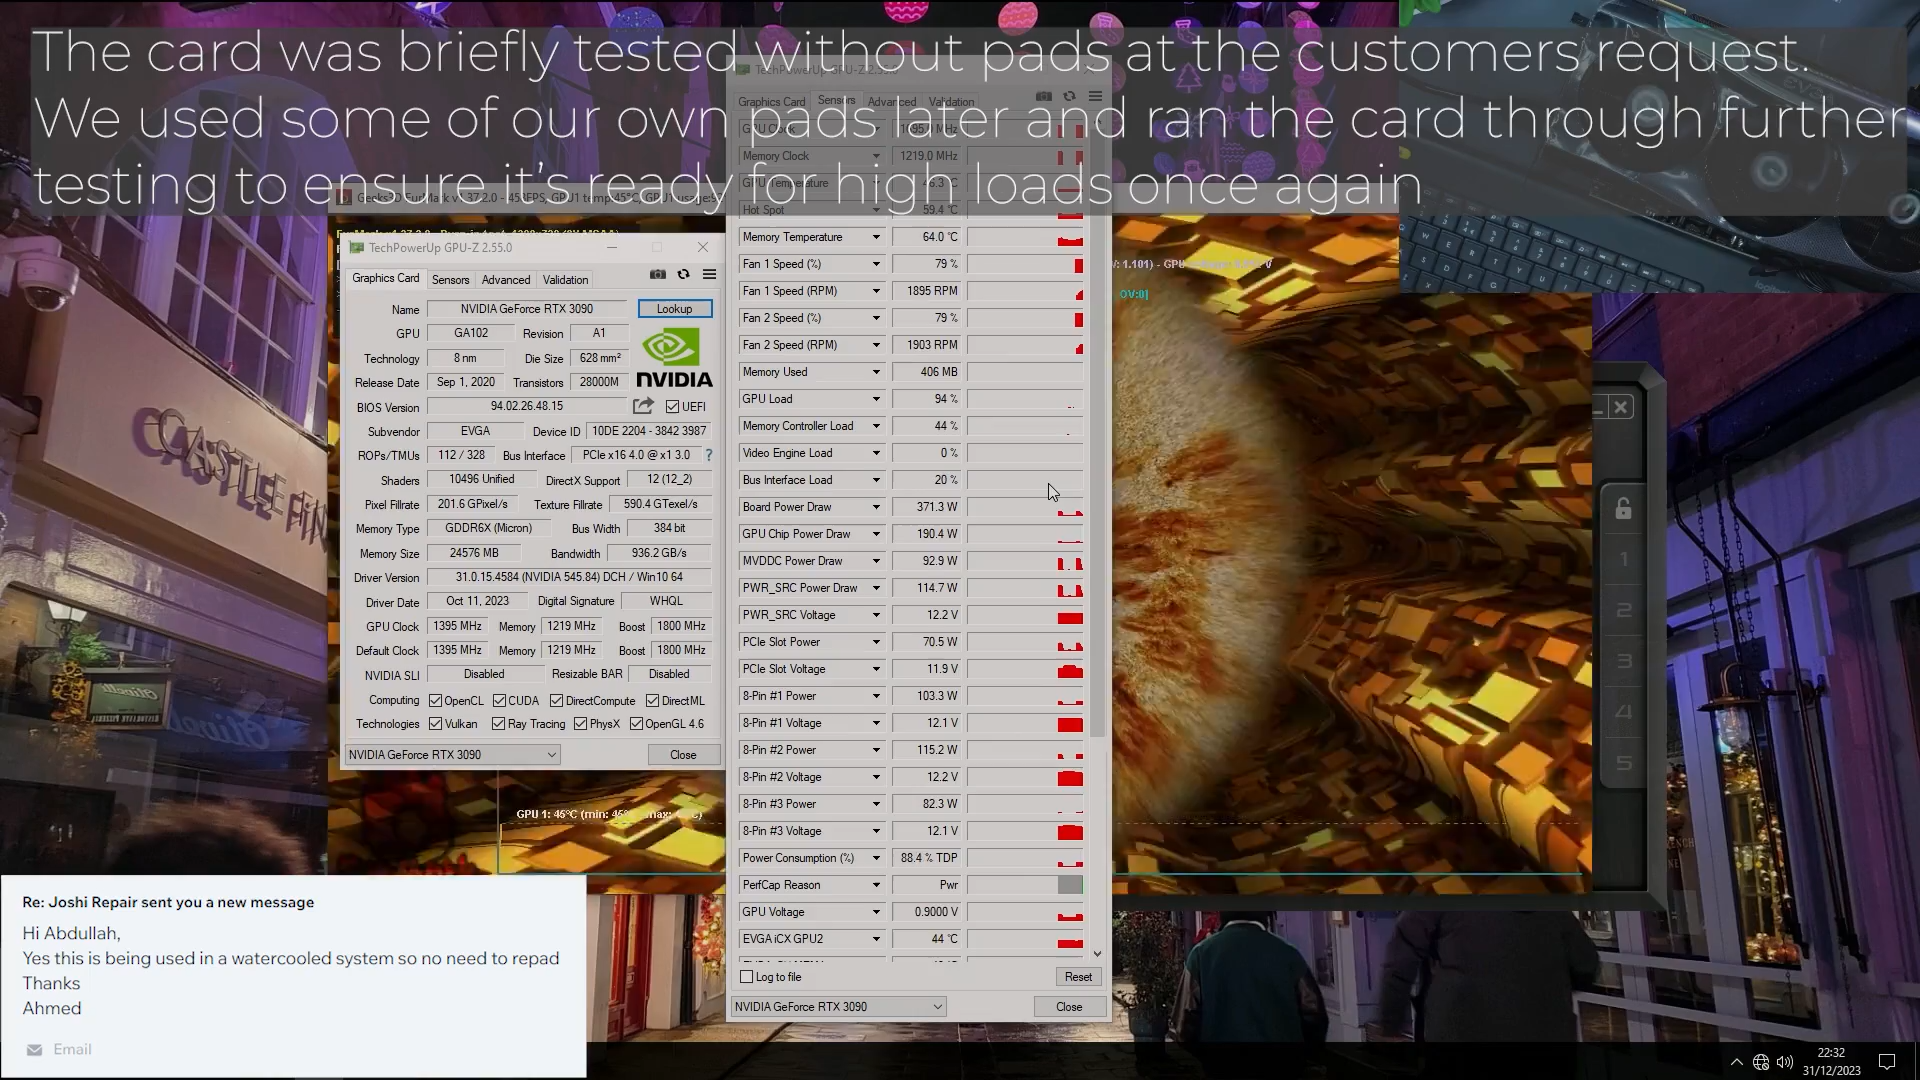 The card was briefly tested without pads at the customers request.
We used some of our own pads later and ran the card through further
testing to ensure it's ready for high loads once again
TechPowerUp GPU-Z 2.55.0
Graphics Card Sensors Advanced Validation
Name NVIDIA GeForce RTX 3090 Lookup
GPU GA102 Revision A1
Technology 8 nm Die Size 628 mm²
NVIDIA
Release Date Sep 1, 2020 Transistors 28000M
BIOS Version 94.02.26.48.15 UEFI
Subvendor EVGA Device ID 10DE 2204 - 3842 3987
ROPs/TMUs 112 / 328 Bus Interface PCIe x16 4.0 @ x1 3.0 ?
Shaders 10496 Unified DirectX Support 12 (12_2)
Pixel Fillrate 201.6 GPixel/s Texture Fillrate 590.4 GTexel/s
Memory Type GDDR6X (Micron) Bus Width 384 bit
Memory Size 24576 MB Bandwidth 936.2 GB/s
Driver Version 31.0.15.4584 (NVIDIA 545.84) DCH / Win10 64
Driver Date Oct 11, 2023 Digital Signature WHQL
GPU Clock 1395 MHz Memory 1219 MHz Boost 1800 MHz
Default Clock 1395 MHz Memory 1219 MHz Boost 1800 MHz
NVIDIA SLI Disabled Resizable BAR Disabled
Computing OpenCL CUDA DirectCompute DirectML
Technologies Vulkan Ray Tracing PhysX OpenGL 4.6
NVIDIA GeForce RTX 3090 Close
TechPowerUp GPU-Z 2.55.0
Graphics Card Sensors Advanced Validation
GPU Clock
Memory Clock 1219.0 MHz
GPU Temperature
Hot Spot 59.4 °C
Memory Temperature 64.0 °C
Fan 1 Speed (%) 79 %
Fan 1 Speed (RPM) 1895 RPM
Fan 2 Speed (%) 79 %
Fan 2 Speed (RPM) 1903 RPM
Memory Used 406 MB
GPU Load 94 %
Memory Controller Load 44 %
Video Engine Load 0 %
Bus Interface Load 20 %
Board Power Draw 371.3 W
GPU Chip Power Draw 190.4 W
MVDDC Power Draw 92.9 W
PWR_SRC Power Draw 114.7 W
PWR_SRC Voltage 12.2 V
PCIe Slot Power 70.5 W
PCIe Slot Voltage 11.9 V
8-Pin #1 Power 103.3 W
8-Pin #1 Voltage 12.1 V
8-Pin #2 Power 115.2 W
8-Pin #2 Voltage 12.2 V
8-Pin #3 Power 82.3 W
8-Pin #3 Voltage 12.1 V
Power Consumption (%) 88.4 % TDP
PerfCap Reason Pwr
GPU Voltage 0.9000 V
EVGA iCX GPU2 44 °C
Log to file Reset
NVIDIA GeForce RTX 3090 Close
GPU 1: 45°C (min: 45°
OV:0]
CASTLE
1
2
3
4
5
Re: Joshi Repair sent you a new message
Hi Abdullah,
Yes this is being used in a watercooled system so no need to repad
Thanks
Ahmed
Email
22:32
31/12/2023